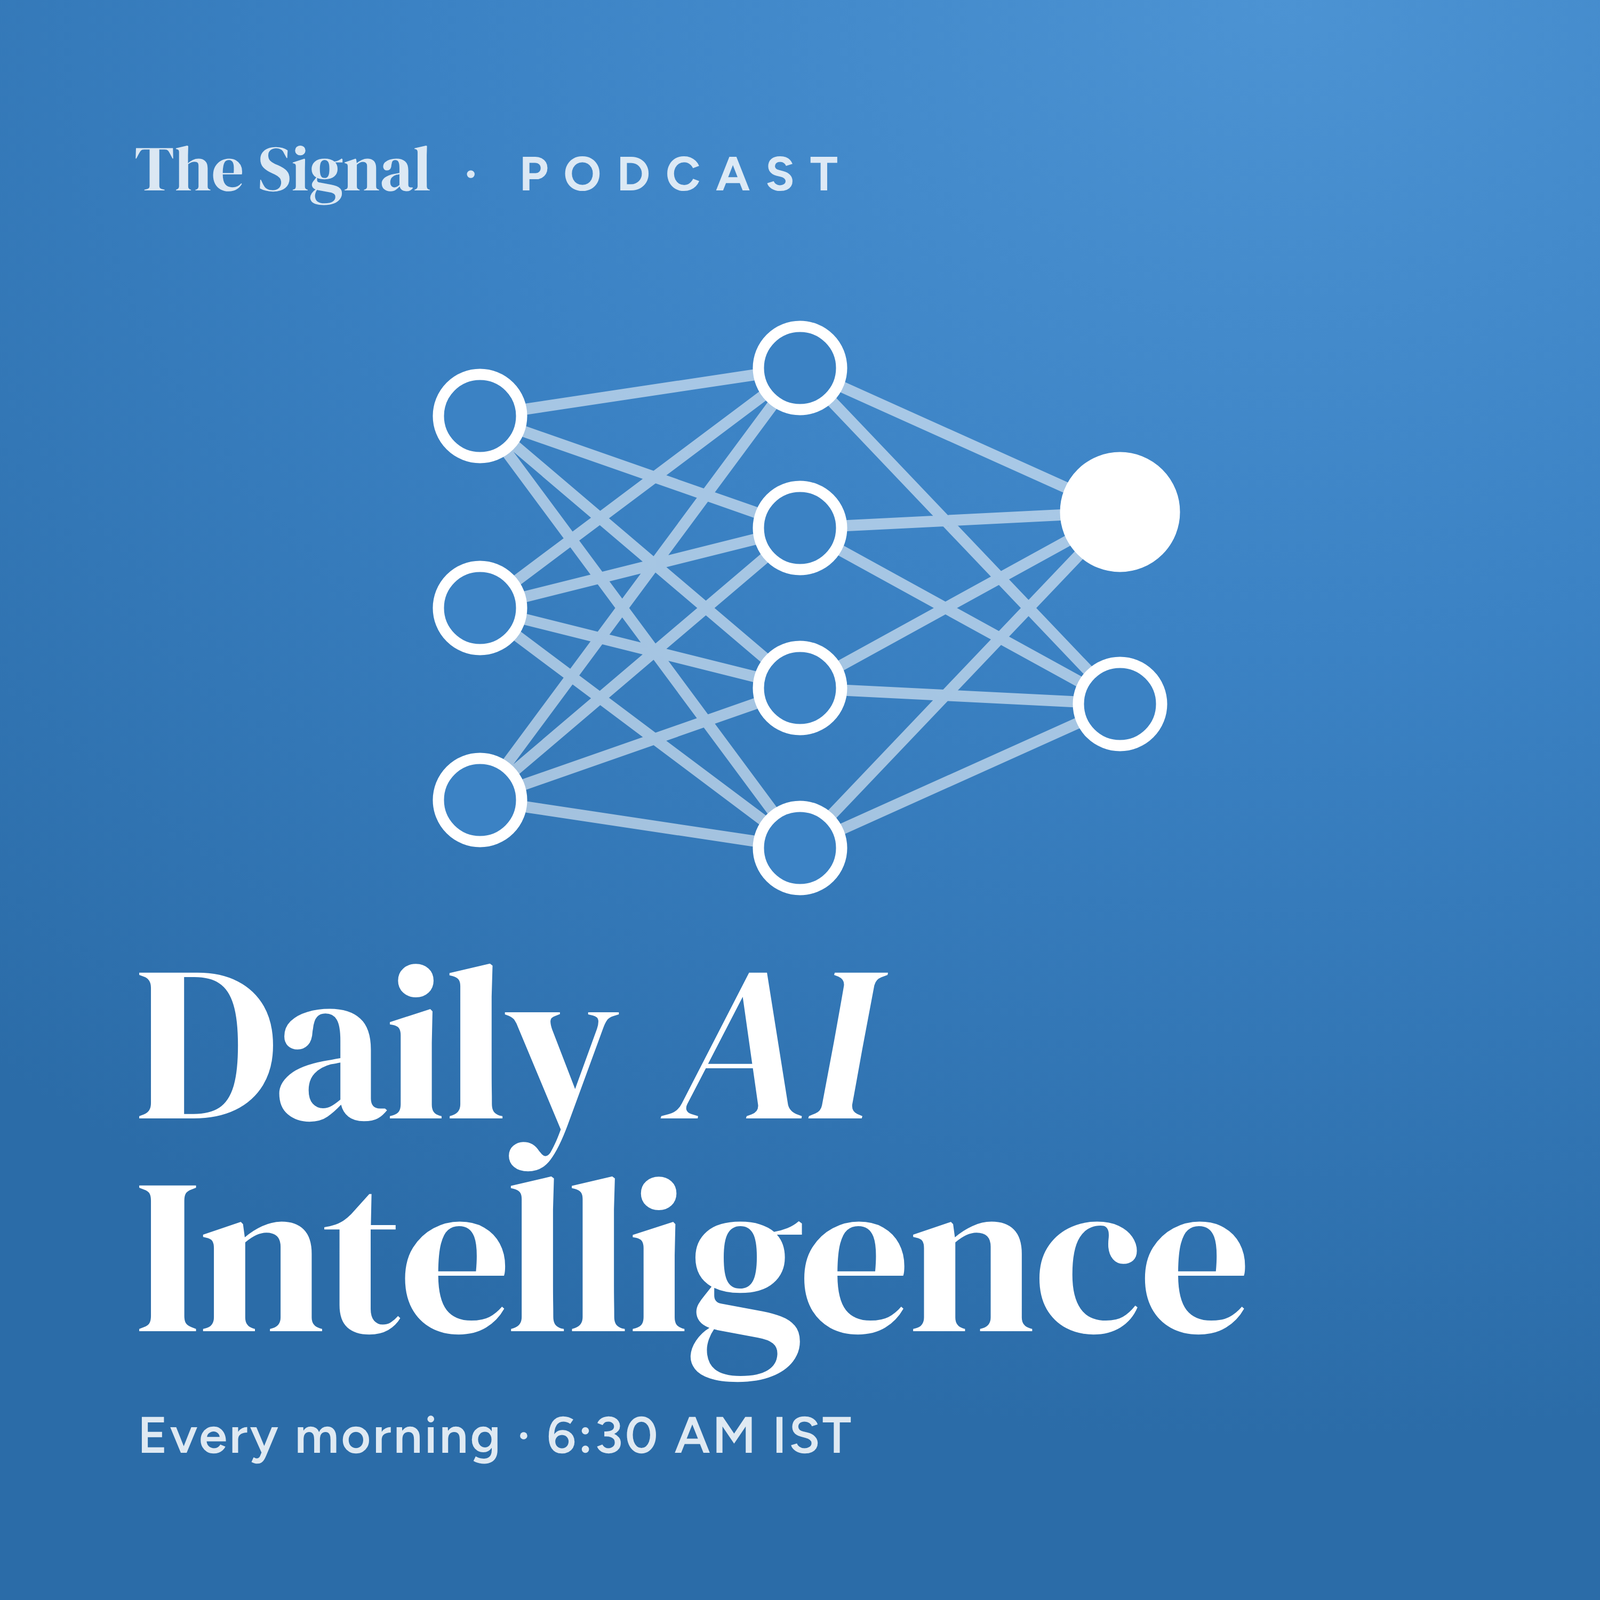 The Signal · PODCAST
Daily AI
Intelligence
Every morning · 6:30 AM IST